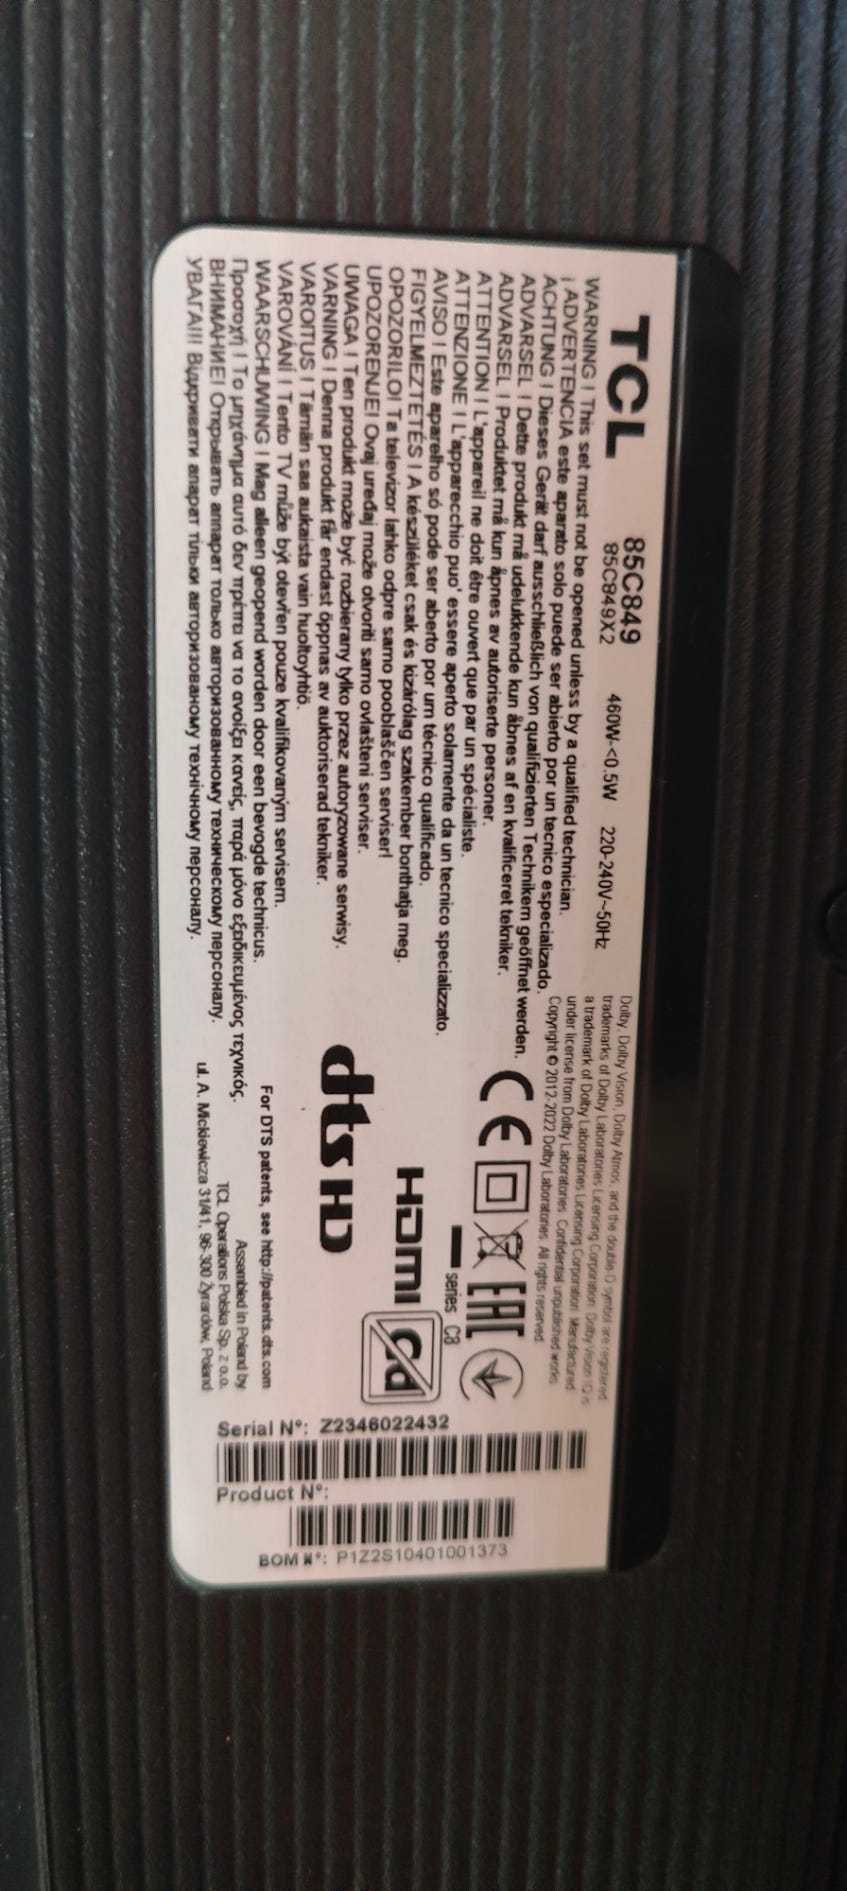 TCL
85C849
85C849X2
460W-<0.5W 220-240V~50Hz
WARNING ! This set must not be opened unless by a qualified technician.
¡ ADVERTENCIA este aparato solo puede ser abierto por un tecnico especializado.
ACHTUNG ! Dieses Gerät darf ausschließlich von qualifizierten Technikern geöffnet werden.
ADVARSEL ! Dette produkt må udelukkende kun åbnes af en kvalificeret tekniker.
ADVARSEL ! Produktet må kun åpnes av autoriserte personer.
ATTENTION ! L'appareil ne doit être ouvert que par un spécialiste.
ATTENZIONE ! L'apparecchio puo' essere aperto solamente da un tecnico specializzato.
AVISO ! Este aparelho só pode ser aberto por um técnico qualificado.
FIGYELMEZTETÉS ! A készüléket csak és kizárólag szakember bonthatja meg.
OPOZORILO! Ta televizor lahko odpre samo pooblaščen serviser!
UPOZORENJE! Ovaj uređaj može otvoriti samo ovlašteni serviser.
UWAGA ! Ten produkt może być rozbierany tylko przez autoryzowane serwisy.
VARNING ! Denna produkt får endast öppnas av auktoriserad tekniker.
VAROITUS ! Tämän saa aukaista vain huoltoyhtiö.
VAROVÁNÍ ! Tento TV může být otevřen pouze kvalifikovaným servisem.
WAARSCHUWING ! Mag alleen geopend worden door een bevogde technicus.
Προσοχή ! Το μηχάνημα αυτό δεν πρέπει να το ανοίξει κανείς, παρά μόνο εξειδικευμένος τεχνικός.
ВНИМАНИЕ! Открывать аппарат только авторизованному техническому персоналу.
УВАГА!!! Відкривати апарат тільки авторизованому технічному персоналу.
Dolby, Dolby Vision, Dolby Atmos, and the double-D symbol are registered
trademarks of Dolby Laboratories Licensing Corporation. Dolby Vision IQ is
a trademark of Dolby Laboratories Licensing Corporation. Manufactured
under license from Dolby Laboratories. Confidential unpublished works.
Copyright © 2012-2022 Dolby Laboratories. All rights reserved.
CE EAC
series C8
HDMI Cd
dts HD
For DTS patents, see http://patents.dts.com
Assembled in Poland by
TCL Operations Polska Sp. z o.o.
ul. A. Mickiewicza 31/41, 96-300 Żyrardów, Poland
Serial N°: Z2346022432
Product N°:
BOM N°: P1Z2S10401001373